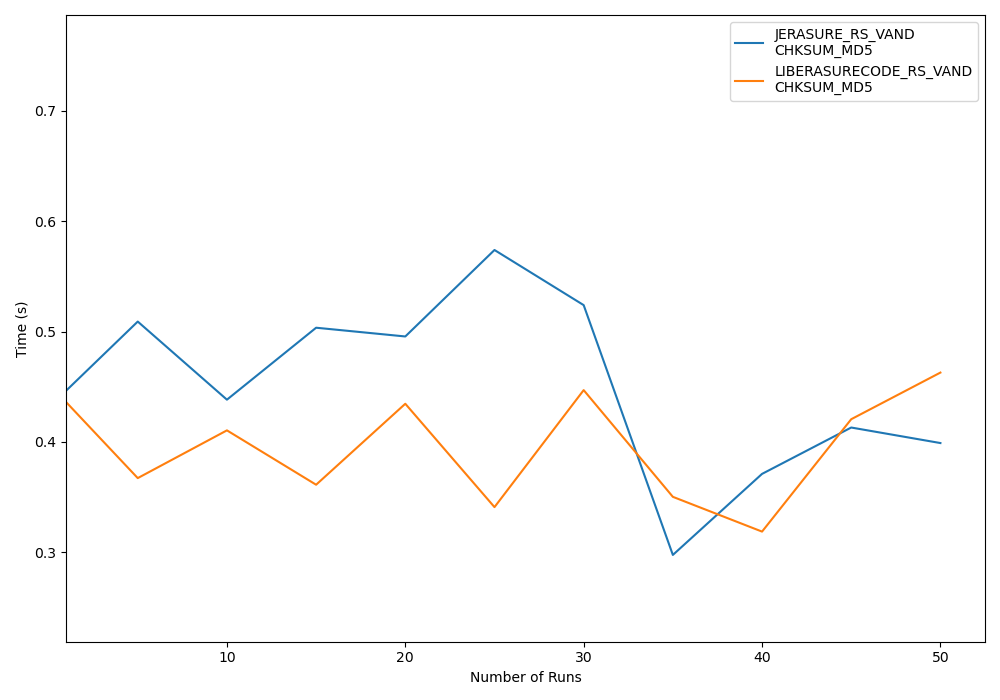 JERASURE_RS_VAND
CHKSUM_MD5
LIBERASURECODE_RS_VAND
CHKSUM_MD5
0.7
0.6
0.5
0.4
0.3
Time (s)
10
20
30
40
50
Number of Runs